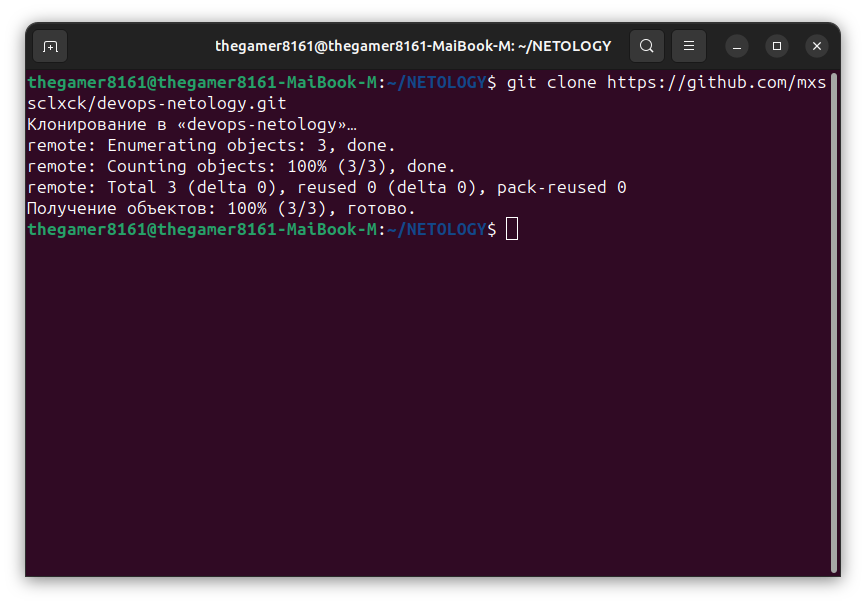 thegamer8161@thegamer8161-MaiBook-M: ~/NETOLOGY
thegamer8161@thegamer8161-MaiBook-M:~/NETOLOGY$ git clone https://github.com/mxs
sclxck/devops-netology.git
Клонирование в «devops-netology»…
remote: Enumerating objects: 3, done.
remote: Counting objects: 100% (3/3), done.
remote: Total 3 (delta 0), reused 0 (delta 0), pack-reused 0
Получение объектов: 100% (3/3), готово.
thegamer8161@thegamer8161-MaiBook-M:~/NETOLOGY$